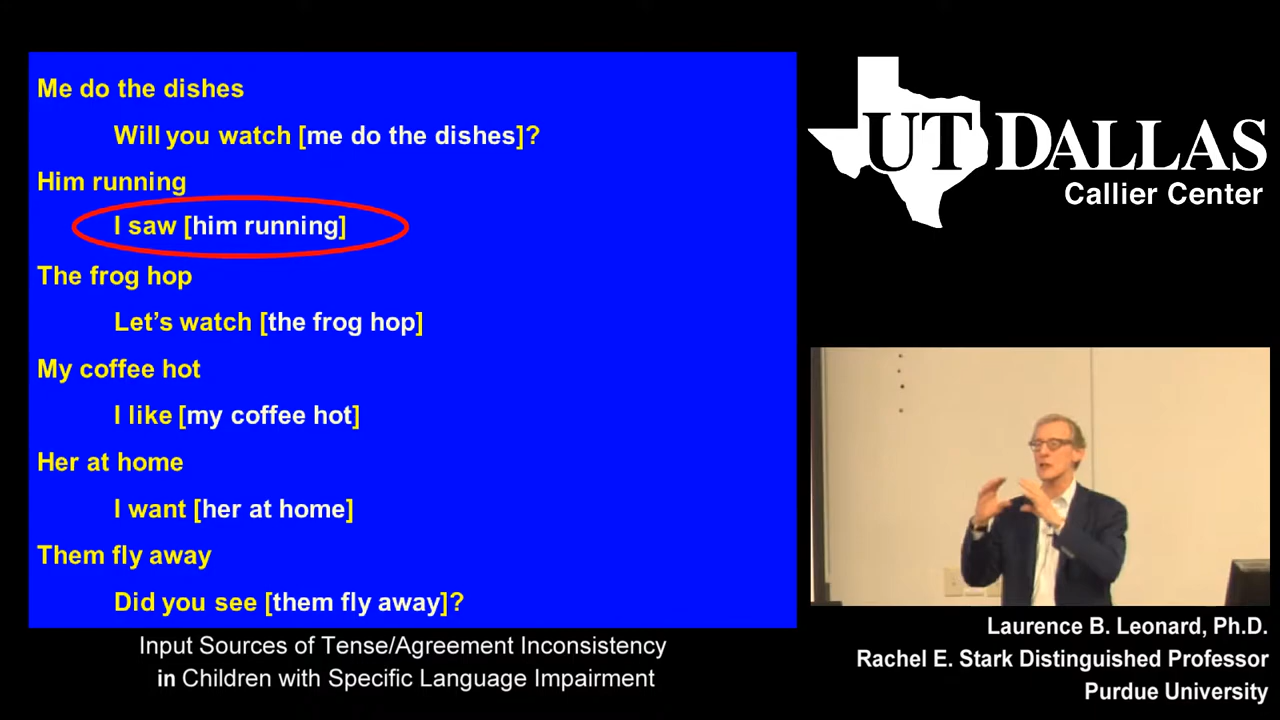 Me do the dishes
Will you watch [me do the dishes]?
Him running
I saw [him running]
The frog hop
Let’s watch [the frog hop]
My coffee hot
I like [my coffee hot]
Her at home
I want [her at home]
Them fly away
Did you see [them fly away]?
UT DALLAS
Callier Center
Input Sources of Tense/Agreement Inconsistency
in Children with Specific Language Impairment
Laurence B. Leonard, Ph.D.
Rachel E. Stark Distinguished Professor
Purdue University